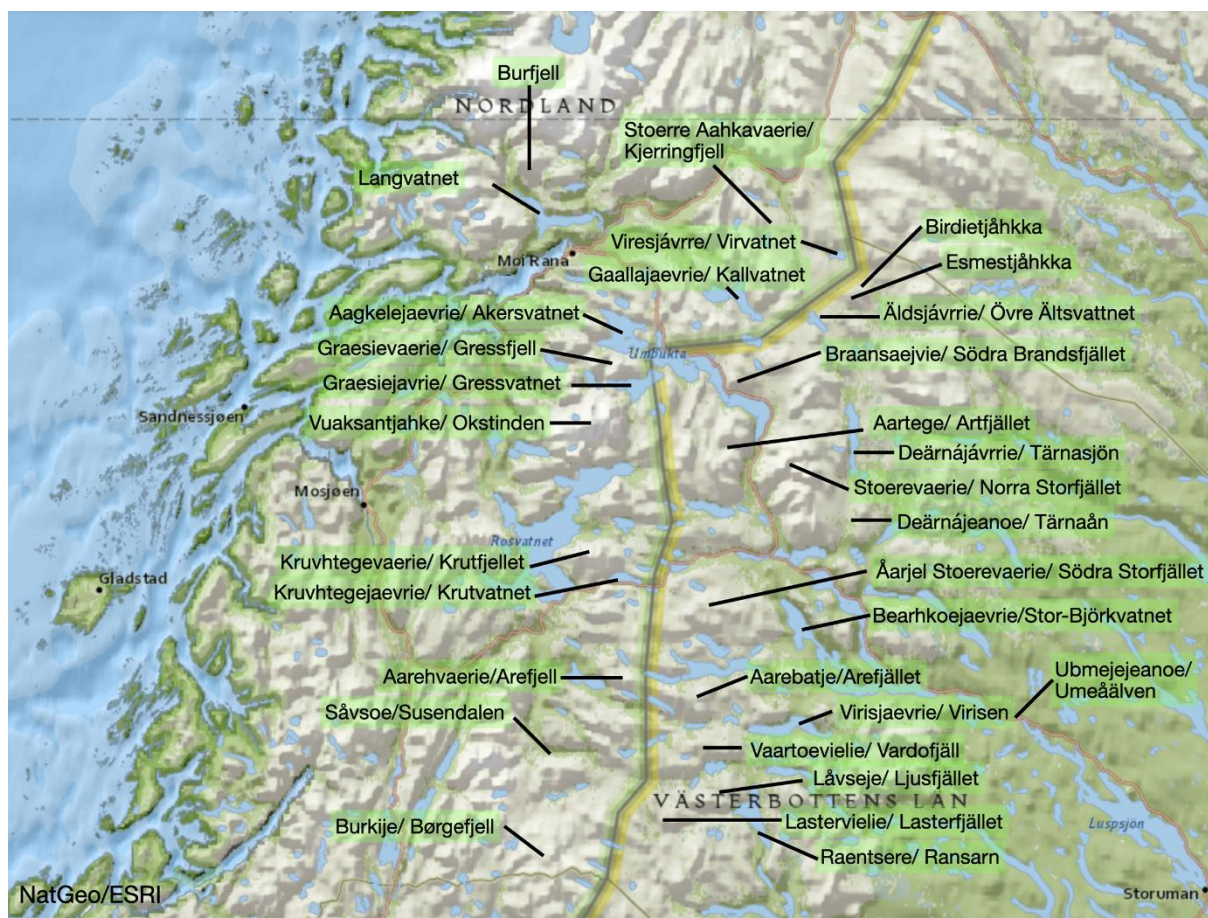 Burfjell
NORDLAND
Stoerre Aahkavaerie/
Kjerringfjell
Langvatnet
Viresjávrre/ Virvatnet
Birdietjåhkka
Moi Rana
Gaallajaevrie/ Kallvatnet
Esmestjåhkka
Aagkelejaevrie/ Akersvatnet
Äldsjávrrie/ Övre Ältsvattnet
Graesievaerie/ Gressfjell
Umbukta
Braansaejvie/ Södra Brandsfjället
Graesiejavrie/ Gressvatnet
Sandnessjøen
Vuaksantjahke/ Okstinden
Aartege/ Artfjället
Deärnájávrrie/ Tärnasjön
Mosjøen
Stoerevaerie/ Norra Storfjället
Deärnájeanoe/ Tärnaån
Røsvatnet
Kruvhtegevaerie/ Krutfjellet
Gladstad
Åarjel Stoerevaerie/ Södra Storfjället
Kruvhtegejaevrie/ Krutvatnet
Bearhkoejaevrie/Stor-Björkvatnet
Aarehvaerie/Arefjell
Aarebatje/Arefjället
Ubmejejeanoe/
Umeåälven
Såvsoe/Susendalen
Virisjaevrie/ Virisen
Vaartoevielie/ Vardofjäll
Låvseje/ Ljusfjället
VÄSTERBOTTENS LÄN
Burkije/ Børgefjell
Lastervielie/ Lasterfjället
Luspsjön
Raentsere/ Ransarn
NatGeo/ESRI
Storuman